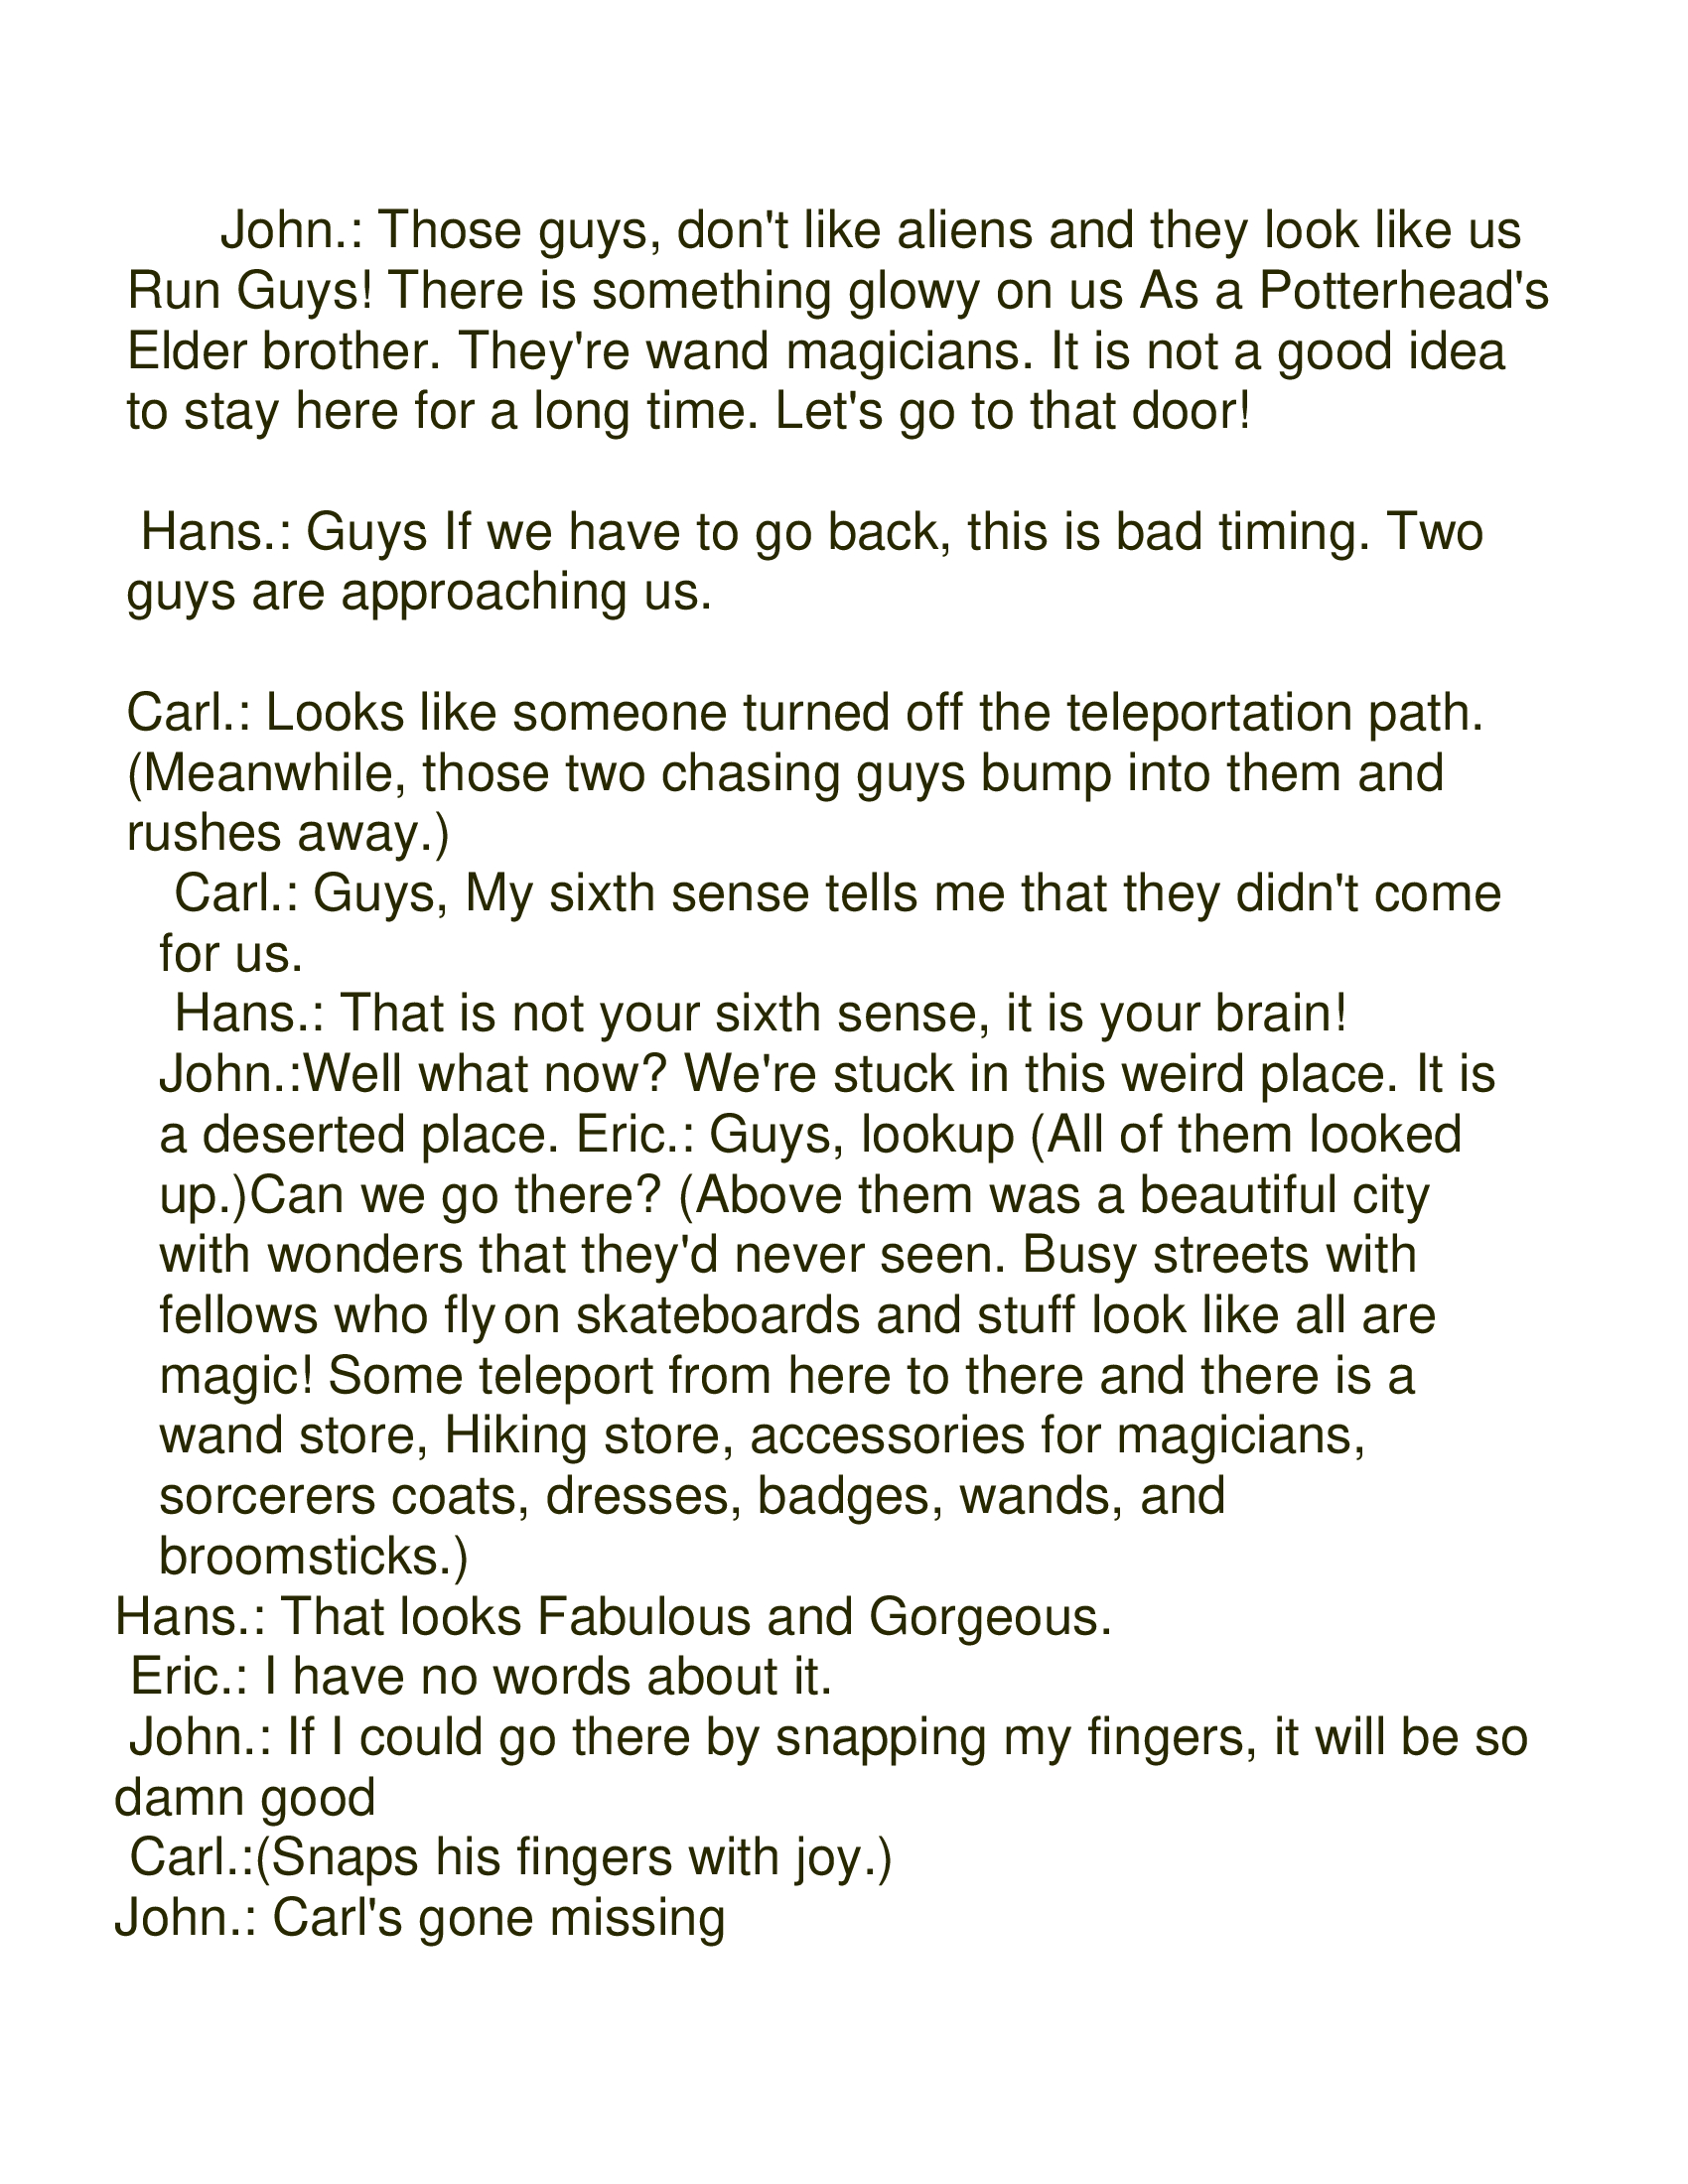 John.: Those guys, don't like aliens and they look like us
Run Guys! There is something glowy on us As a Potterhead's
Elder brother. They're wand magicians. It is not a good idea
to stay here for a long time. Let's go to that door!
Hans.: Guys If we have to go back, this is bad timing. Two
guys are approaching us.
Carl.: Looks like someone turned off the teleportation path.
(Meanwhile, those two chasing guys bump into them and
rushes away.)
Carl.: Guys, My sixth sense tells me that they didn't come
for us.
Hans.: That is not your sixth sense, it is your brain!
John.:Well what now? We're stuck in this weird place. It is
a deserted place. Eric.: Guys, lookup (All of them looked
up.)Can we go there? (Above them was a beautiful city
with wonders that they'd never seen. Busy streets with
fellows who fly on skateboards and stuff look like all are
magic! Some teleport from here to there and there is a
wand store, Hiking store, accessories for magicians,
sorcerers coats, dresses, badges, wands, and
broomsticks.)
Hans.: That looks Fabulous and Gorgeous.
Eric.: I have no words about it.
John.: If I could go there by snapping my fingers, it will be so
damn good
Carl.:(Snaps his fingers with joy.)
John.: Carl's gone missing